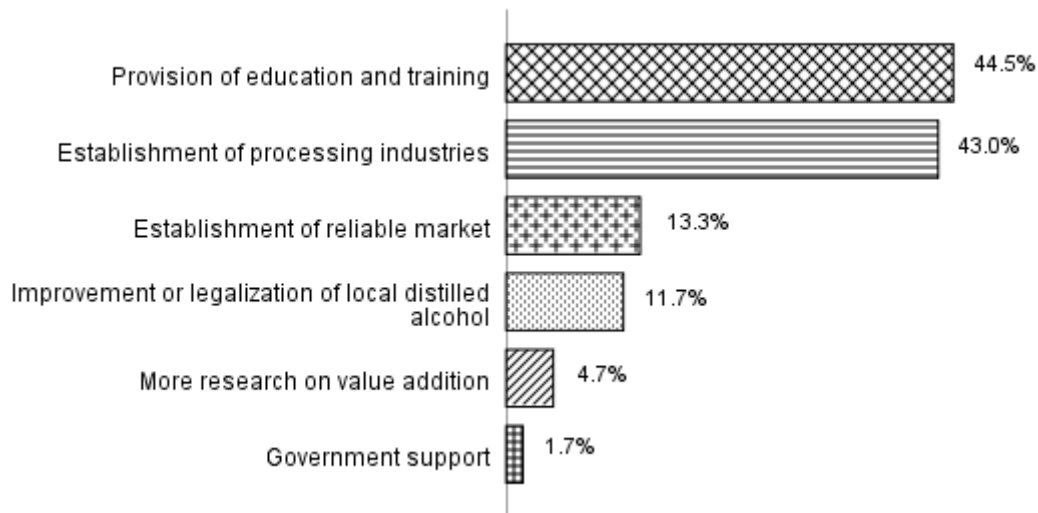 Provision of education and training 44.5%
Establishment of processing industries 43.0%
Establishment of reliable market 13.3%
Improvement or legalization of local distilled
alcohol 11.7%
More research on value addition 4.7%
Government support 1.7%